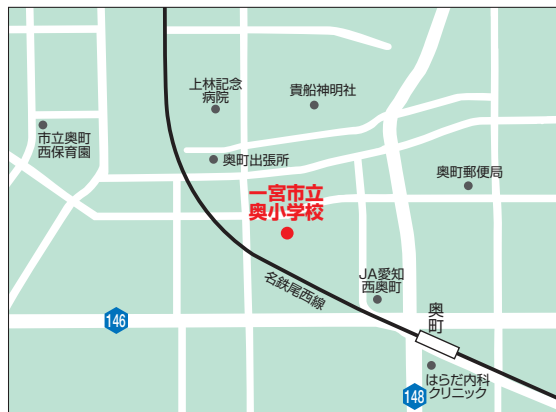 上林記念
病院
貴船神明社
市立奥町
西保育園
奥町出張所
奥町郵便局
一宮市立
奥小学校
名鉄尾西線
JA愛知
西奥町
奥町
146
はらだ内科
クリニック
148